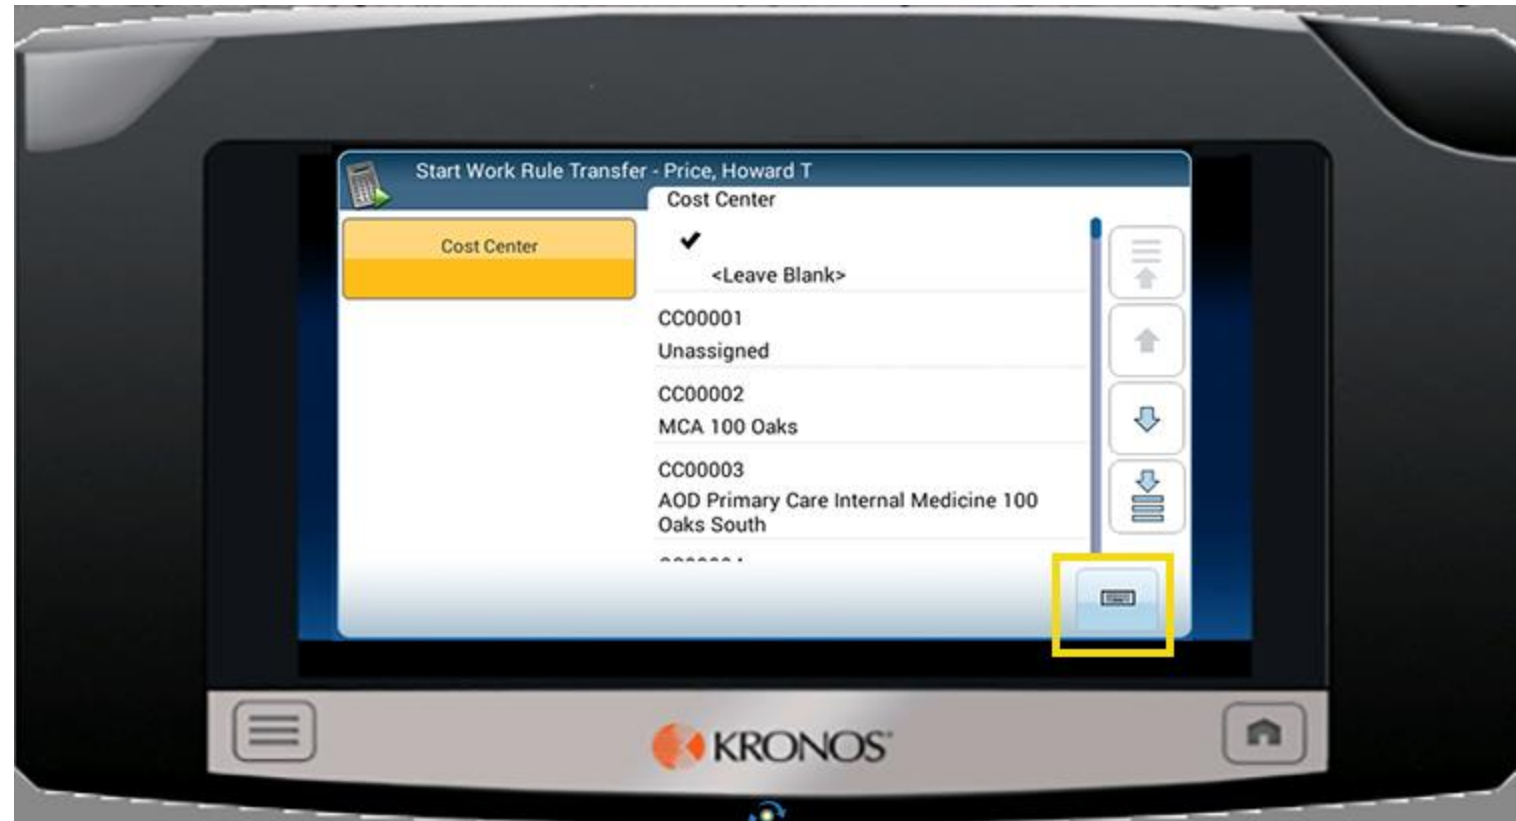 Start Work Rule Transfer - Price, Howard T
Cost Center
Cost Center
<Leave Blank>
CC00001
Unassigned
CC00002
MCA 100 Oaks
CC00003
AOD Primary Care Internal Medicine 100
Oaks South
KRONOS